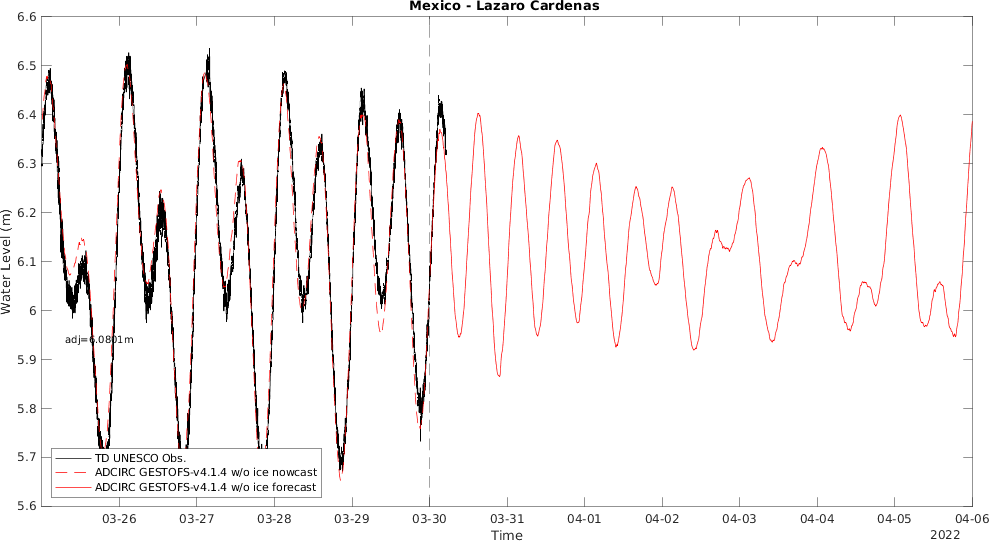 Mexico - Lazaro Cardenas
6.6
6.5
6.4
6.3
6.2
6.1
6
5.9
5.8
5.7
5.6
Water Level (m)
adj=6.0801m
TD UNESCO Obs.
ADCIRC GESTOFS-v4.1.4 w/o ice nowcast
ADCIRC GESTOFS-v4.1.4 w/o ice forecast
03-26 03-27 03-28 03-29 03-30 03-31 04-01 04-02 04-03 04-04 04-05 04-06
Time
2022